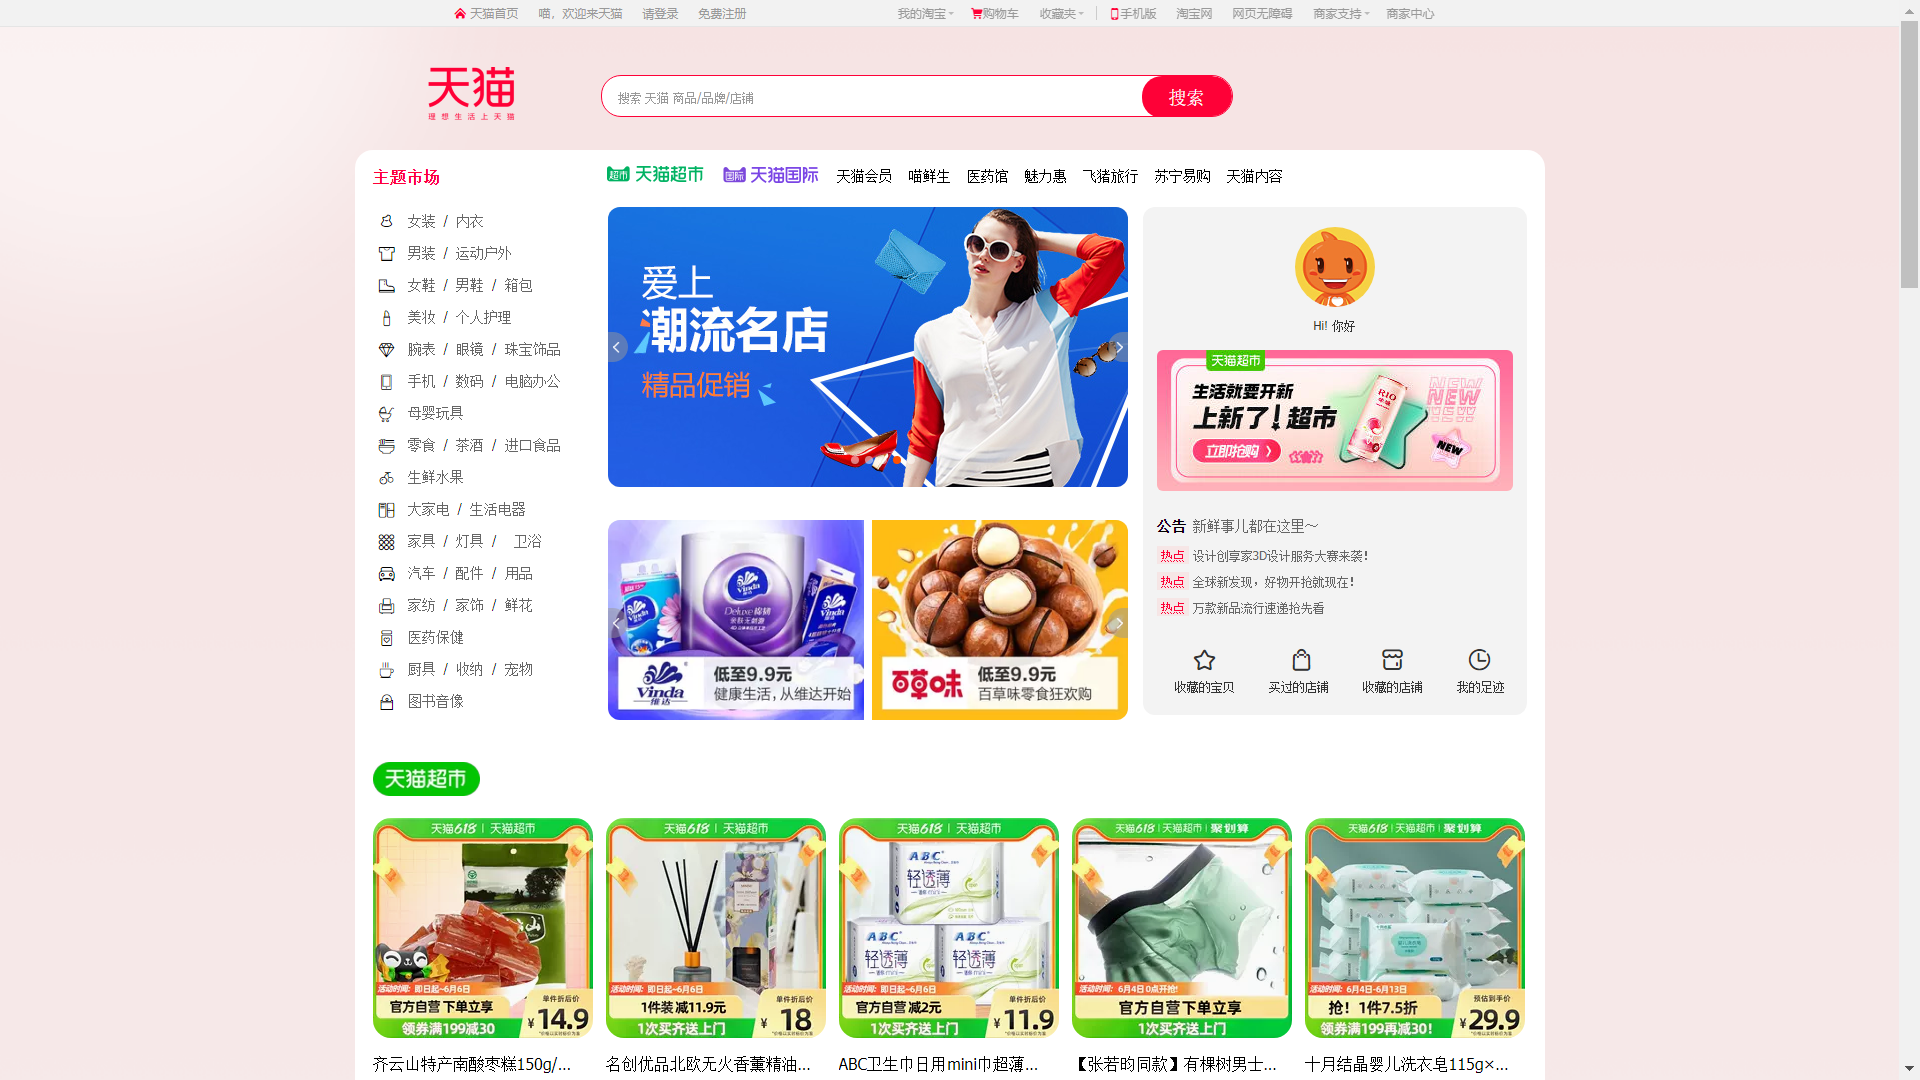 天猫首页 喵，欢迎来天猫 请登录 免费注册 我的淘宝 购物车 收藏夹 手机版 淘宝网 网页无障碍 商家支持 商家中心
天猫
理想生活上天猫
搜索 天猫 商品/品牌/店铺
搜索
主题市场
超市 天猫超市 国际 天猫国际 天猫会员 喵鲜生 医药馆 魅力惠 飞猪旅行 苏宁易购 天猫内容
女装 / 内衣
男装 / 运动户外
女鞋 / 男鞋 / 箱包
美妆 / 个人护理
腕表 / 眼镜 / 珠宝饰品
手机 / 数码 / 电脑办公
母婴玩具
零食 / 茶酒 / 进口食品
生鲜水果
大家电 / 生活电器
家具 / 灯具 / 卫浴
汽车 / 配件 / 用品
家纺 / 家饰 / 鲜花
医药保健
厨具 / 收纳 / 宠物
图书音像
爱上
潮流名店
精品促销
Vinda
Deluxe
Vinda
维达
低至9.9元
健康生活，从维达开始
百草味
低至9.9元
百草味零食狂欢购
Hi! 你好
天猫超市
生活就要开新
上新了！超市
立即抢购
RIO
NEW
NEW
NEW
公告 新鲜事儿都在这里～
热点 设计创享家3D设计服务大赛来袭！
热点 全球新发现，好物开抢就现在！
热点 万款新品流行速递抢先看
收藏的宝贝 买过的店铺 收藏的店铺 我的足迹
天猫超市
天猫618 | 天猫超市
活动时间：即日起~6月6日
官方自营 下单立享
单件折后价
¥14.9
领券满199减30
齐云山特产南酸枣糕150g/...
天猫618 | 天猫超市
活动时间：即日起~6月6日
1件装 减11.9元
单件折后价
¥18
1次买齐送上门
名创优品北欧无火香薰精油...
天猫618 | 天猫超市
ABC
轻透薄
ABC
轻透薄
ABC
轻透薄
活动时间：即日起~6月6日
官方自营 减2元
单件折后价
¥11.9
1次买齐送上门
ABC卫生巾日用mini巾超薄...
天猫618 | 天猫超市 | 聚划算
活动时间：6月4日 0点开抢！
官方自营 下单立享
1次买齐送上门
【张若昀同款】有棵树男士...
天猫618 | 天猫超市 | 聚划算
活动时间：6月4日-6月13日
抢！1件7.5折
预估到手价
¥29.9
领券满199再减30！
十月结晶婴儿洗衣皂115g×...